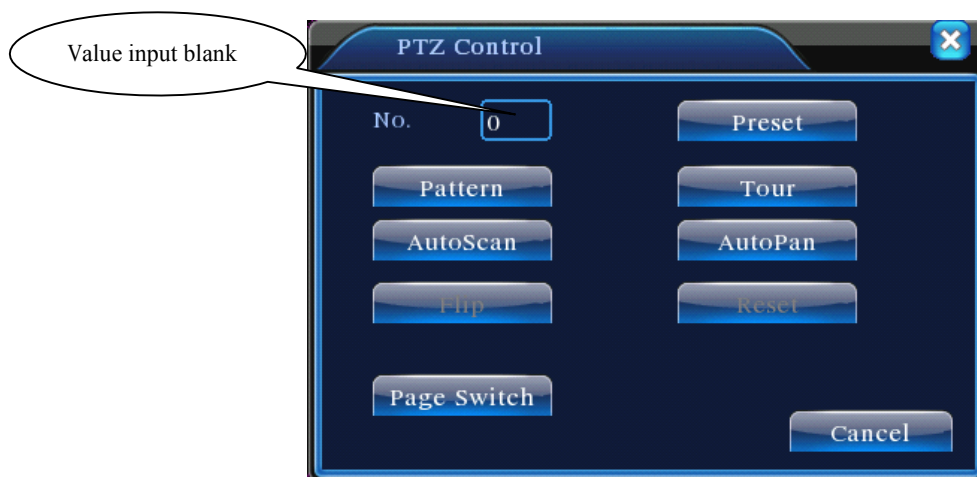 Value input blank
PTZ Control
No. 0 Preset
Pattern Tour
AutoScan AutoPan
Flip Reset
Page Switch
Cancel